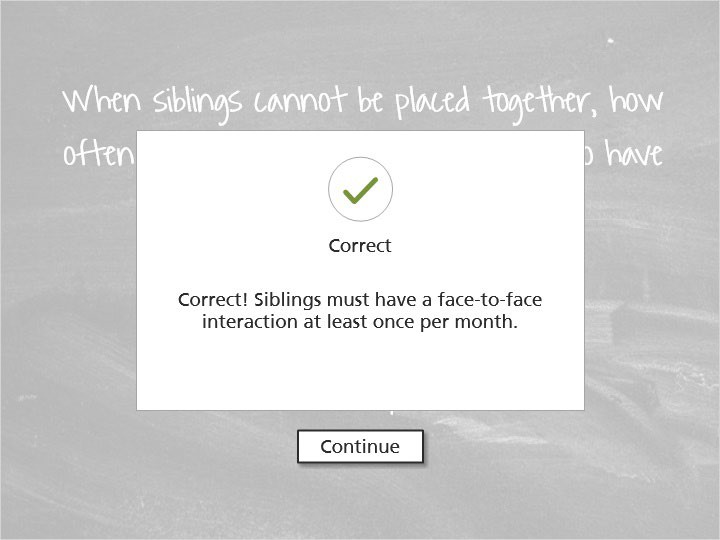 When siblings cannot be placed together, how
often have
Correct
Correct! Siblings must have a face-to-face
interaction at least once per month.
Continue